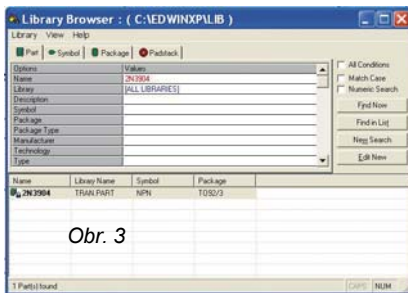 Library Browser : ( C:\EDWINXP\LIB )
Library View Help
Part Symbol Package Padstack
Options Values
Name 2N3904
Library [ALL LIBRARIES]
Description
Symbol
Package
Package Type
Manufacturer
Technology
Type
All Conditions
Match Case
Numeric Search
Find Now
Find in List
New Search
Edit New
Name Library Name Symbol Package
2N3904 TRAN.PART NPN TO92/3
Obr. 3
1 Part(s) found CAPS NUM